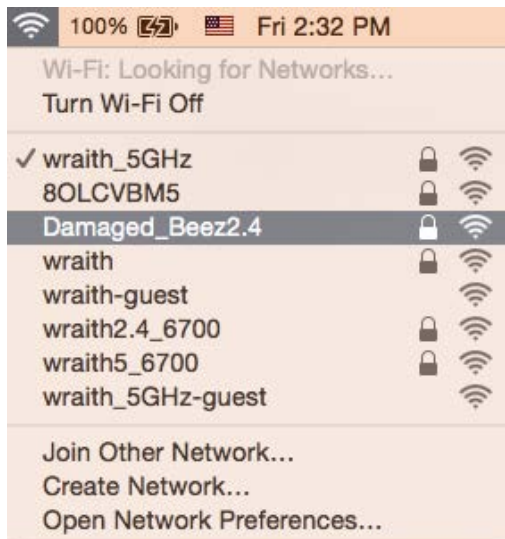 100% Fri 2:32 PM
Wi-Fi: Looking for Networks...
Turn Wi-Fi Off
wraith_5GHz
8OLCVBM5
Damaged_Beez2.4
wraith
wraith-guest
wraith2.4_6700
wraith5_6700
wraith_5GHz-guest
Join Other Network...
Create Network...
Open Network Preferences...